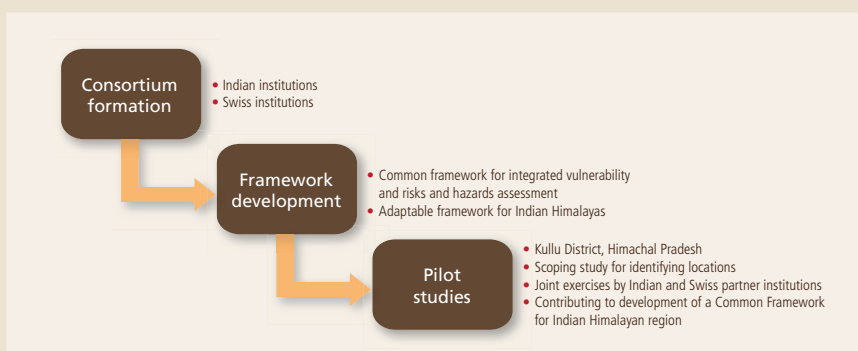 Consortium
formation
• Indian institutions
• Swiss institutions
Framework
development
• Common framework for integrated vulnerability
and risks and hazards assessment
• Adaptable framework for Indian Himalayas
Pilot
studies
• Kullu District, Himachal Pradesh
• Scoping study for identifying locations
• Joint exercises by Indian and Swiss partner institutions
• Contributing to development of a Common Framework
for Indian Himalayan region